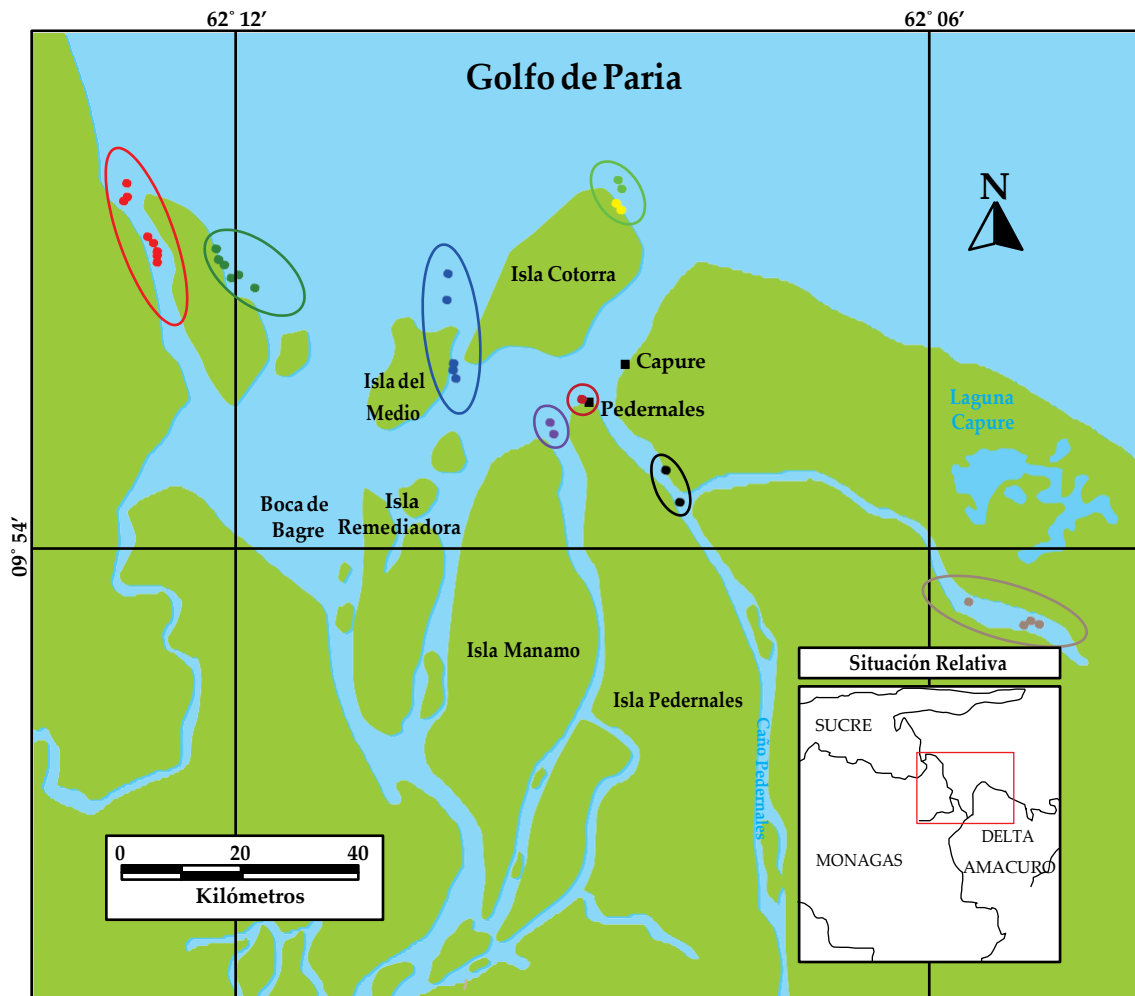 62° 12′
62° 06′
Golfo de Paria
N
Isla Cotorra
Capure
Isla del
Medio
Pedernales
Laguna
Capure
Boca de
Bagre
Isla
Remediadora
09° 54′
Isla Manamo
Isla Pedernales
Caño Pedernales
Situación Relativa
SUCRE
MONAGAS
DELTA
AMACURO
0 20 40
Kilómetros